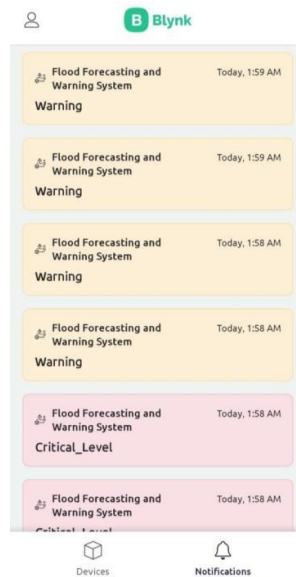 B Blynk
Flood Forecasting and Today, 1:59 AM
Warning System
Warning
Flood Forecasting and Today, 1:59 AM
Warning System
Warning
Flood Forecasting and Today, 1:58 AM
Warning System
Warning
Flood Forecasting and Today, 1:58 AM
Warning System
Warning
Flood Forecasting and Today, 1:58 AM
Warning System
Critical_Level
Flood Forecasting and Today, 1:58 AM
Warning System
Critical_Level
Devices Notifications